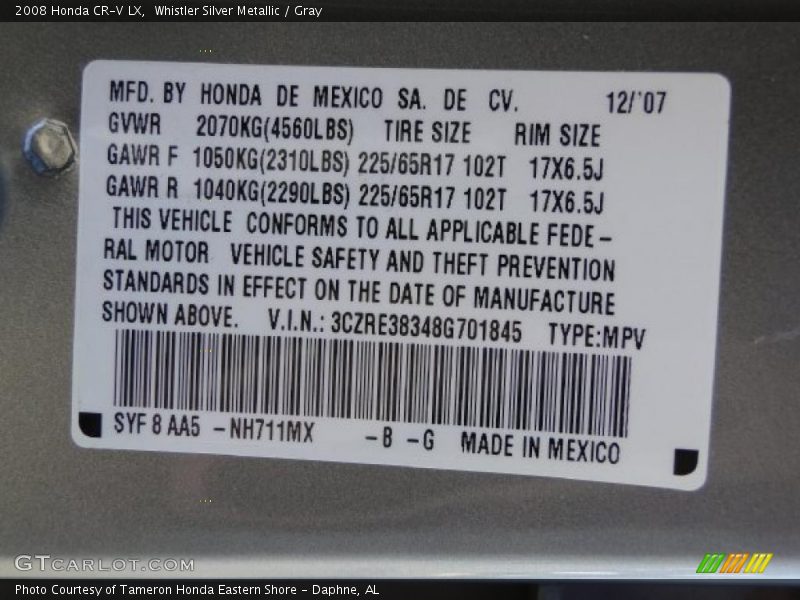 2008 Honda CR-V LX,  Whistler Silver Metallic / Gray
MFD. BY HONDA DE MEXICO SA. DE CV. 12/'07
GVWR 2070KG(4560LBS) TIRE SIZE RIM SIZE
GAWR F 1050KG(2310LBS) 225/65R17 102T 17X6.5J
GAWR R 1040KG(2290LBS) 225/65R17 102T 17X6.5J
THIS VEHICLE CONFORMS TO ALL APPLICABLE FEDE-
RAL MOTOR VEHICLE SAFETY AND THEFT PREVENTION
STANDARDS IN EFFECT ON THE DATE OF MANUFACTURE
SHOWN ABOVE. V.I.N.: 3CZRE38348G701845 TYPE:MPV
SYF 8 AA5 -NH711MX -B -G MADE IN MEXICO
GTCARLOT.COM
Photo Courtesy of Tameron Honda Eastern Shore - Daphne, AL